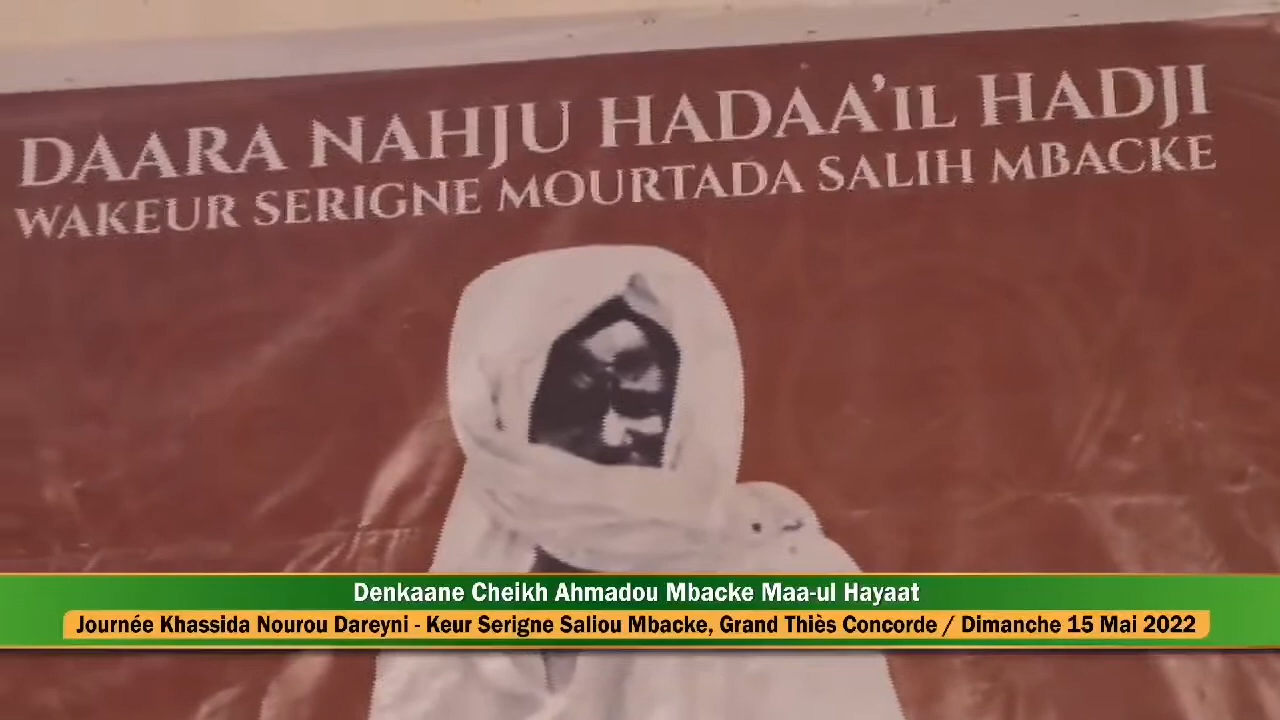 DAARA NAHJU HADAA'IL HADJI
WAKEUR SERIGNE MOURTADA SALIH MBACKE
Denkaane Cheikh Ahmadou Mbacke Maa-ul Hayaat
Journée Khassida Nourou Dareyni - Keur Serigne Saliou Mbacke, Grand Thiès Concorde / Dimanche 15 Mai 2022